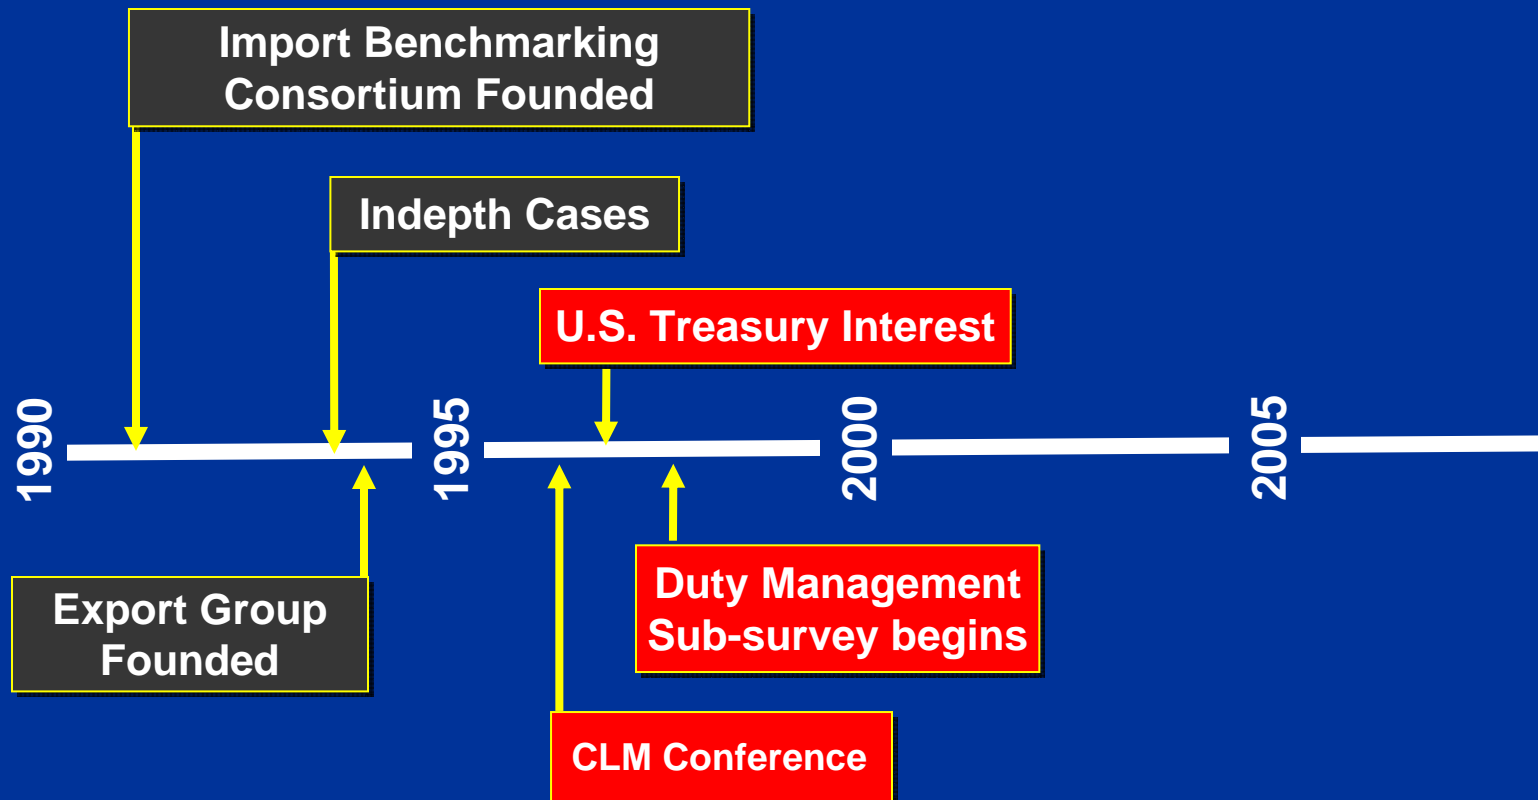 Import Benchmarking
Consortium Founded
Indepth Cases
U.S. Treasury Interest
1990
1995
2000
2005
Export Group
Founded
Duty Management
Sub-survey begins
CLM Conference